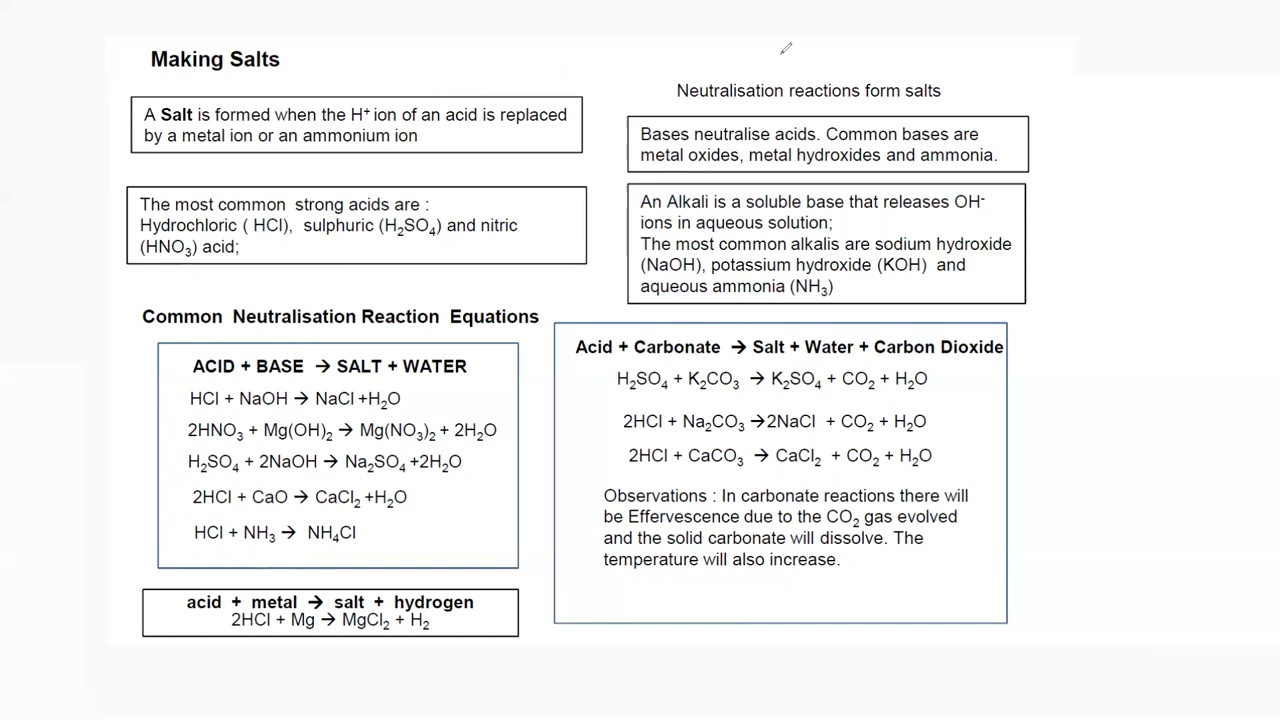 Making Salts
A Salt is formed when the H⁺ ion of an acid is replaced
by a metal ion or an ammonium ion
The most common strong acids are :
Hydrochloric ( HCl), sulphuric (H₂SO₄) and nitric
(HNO₃) acid;
Neutralisation reactions form salts
Bases neutralise acids. Common bases are
metal oxides, metal hydroxides and ammonia.
An Alkali is a soluble base that releases OH⁻
ions in aqueous solution;
The most common alkalis are sodium hydroxide
(NaOH), potassium hydroxide (KOH) and
aqueous ammonia (NH₃)
Common Neutralisation Reaction Equations
ACID + BASE → SALT + WATER
HCl + NaOH → NaCl +H₂O
2HNO₃ + Mg(OH)₂ → Mg(NO₃)₂ + 2H₂O
H₂SO₄ + 2NaOH → Na₂SO₄ +2H₂O
2HCl + CaO → CaCl₂ +H₂O
HCl + NH₃ → NH₄Cl
acid + metal → salt + hydrogen
2HCl + Mg → MgCl₂ + H₂
Acid + Carbonate → Salt + Water + Carbon Dioxide
H₂SO₄ + K₂CO₃ → K₂SO₄ + CO₂ + H₂O
2HCl + Na₂CO₃ →2NaCl + CO₂ + H₂O
2HCl + CaCO₃ → CaCl₂ + CO₂ + H₂O
Observations : In carbonate reactions there will
be Effervescence due to the CO₂ gas evolved
and the solid carbonate will dissolve. The
temperature will also increase.